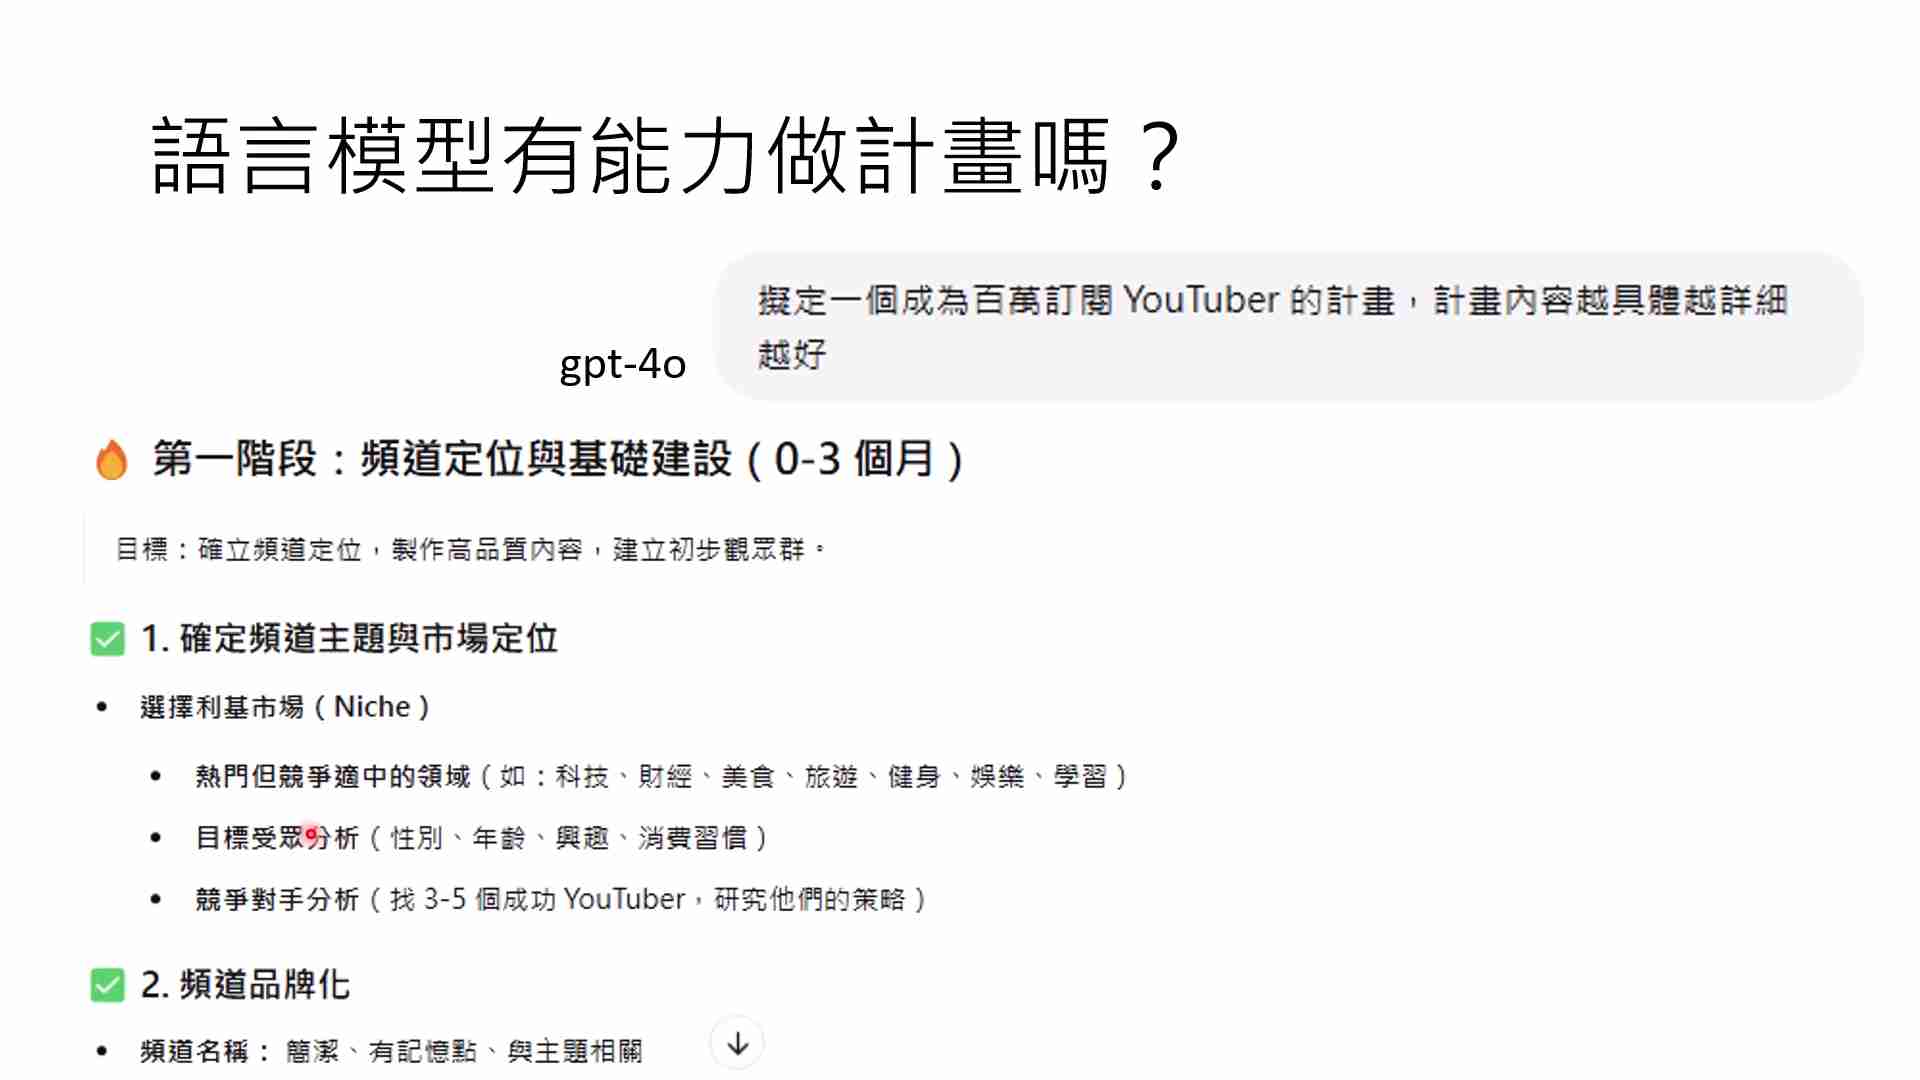 語言模型有能力做計畫嗎？
擬定一個成為百萬訂閱 YouTuber 的計畫，計畫內容越具體越詳細
越好
gpt-4o
🔥 第一階段：頻道定位與基礎建設（0-3 個月）
目標：確立頻道定位，製作高品質內容，建立初步觀眾群。
✅ 1. 確定頻道主題與市場定位
• 選擇利基市場（Niche）
• 熱門但競爭適中的領域（如：科技、財經、美食、旅遊、健身、娛樂、學習）
• 目標受眾分析（性別、年齡、興趣、消費習慣）
• 競爭對手分析（找 3-5 個成功 YouTuber，研究他們的策略）
✅ 2. 頻道品牌化
• 頻道名稱： 簡潔、有記憶點、與主題相關